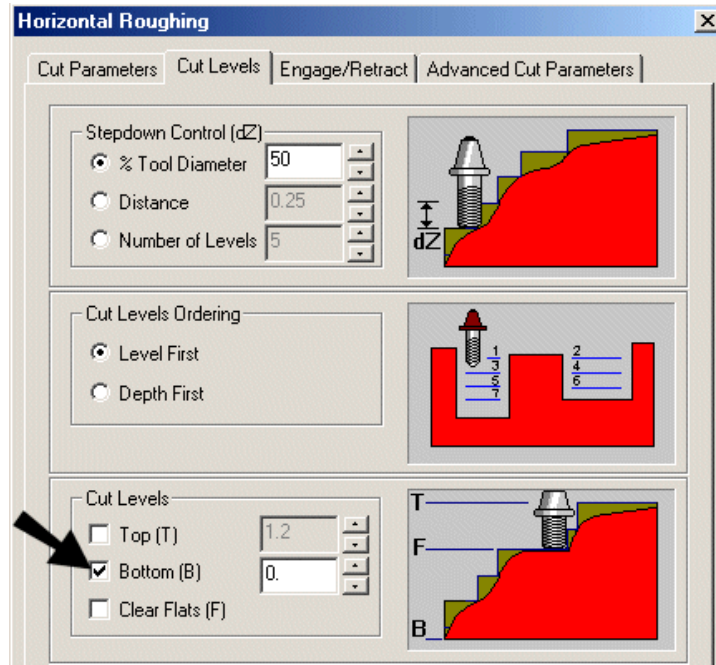 Horizontal Roughing
Cut Parameters Cut Levels Engage/Retract Advanced Cut Parameters
Stepdown Control (dZ)
% Tool Diameter 50
Distance 0.25
Number of Levels 5
dZ
Cut Levels Ordering
Level First
Depth First
1 2
3 4
5 6
7
Cut Levels
Top (T) 1.2
Bottom (B) 0.
Clear Flats (F)
T
F
B